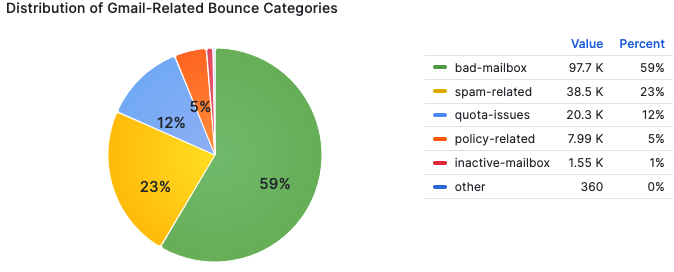 Distribution of Gmail-Related Bounce Categories
Value Percent
bad-mailbox 97.7 K 59%
spam-related 38.5 K 23%
quota-issues 20.3 K 12%
policy-related 7.99 K 5%
inactive-mailbox 1.55 K 1%
other 360 0%
5%
12%
23%
59%